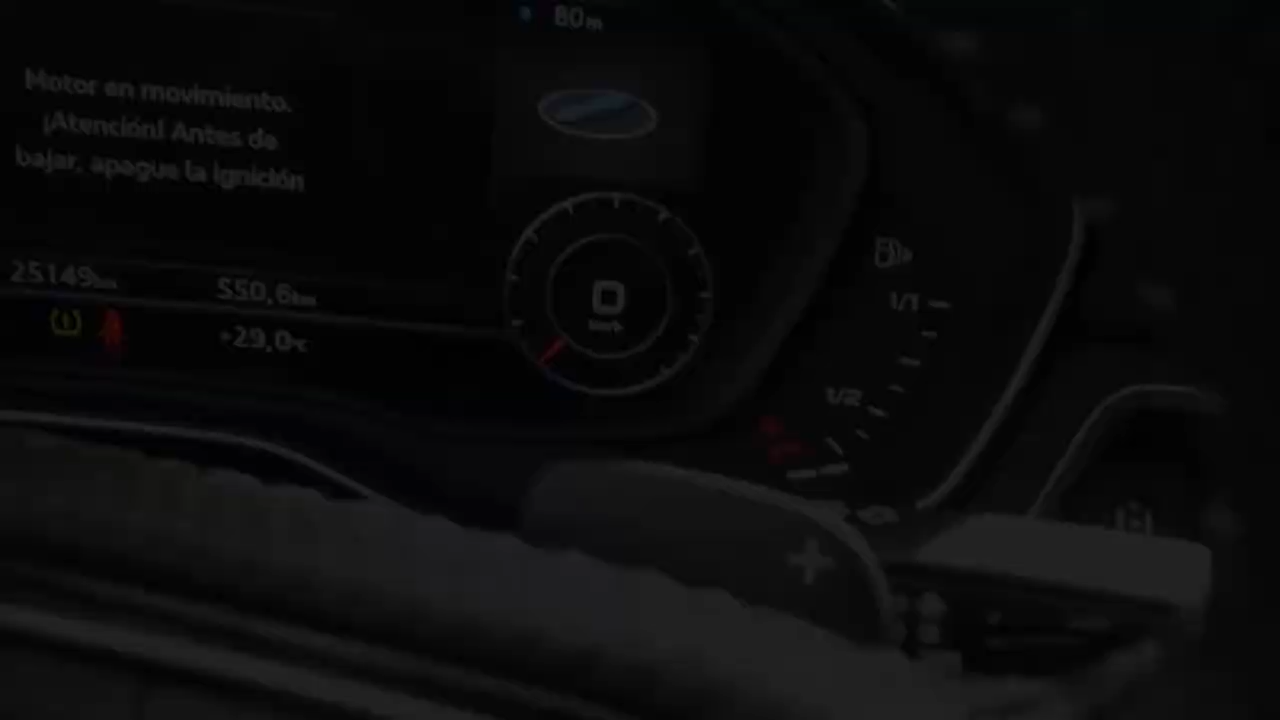 80m
Motor en movimiento.
¡Atención! Antes de
bajar, apague la ignición
25149km
550,6km
+29,0°C
0
km/h
1/1
1/2